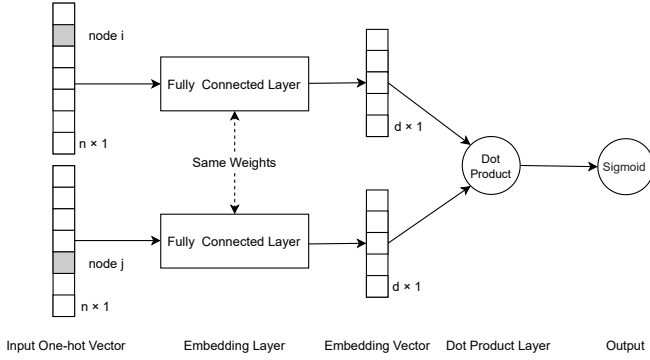 node i
Fully Connected Layer
n × 1
d × 1
Same Weights
Dot
Product
Sigmoid
Fully Connected Layer
node j
n × 1
d × 1
Input One-hot Vector
Embedding Layer
Embedding Vector
Dot Product Layer
Output